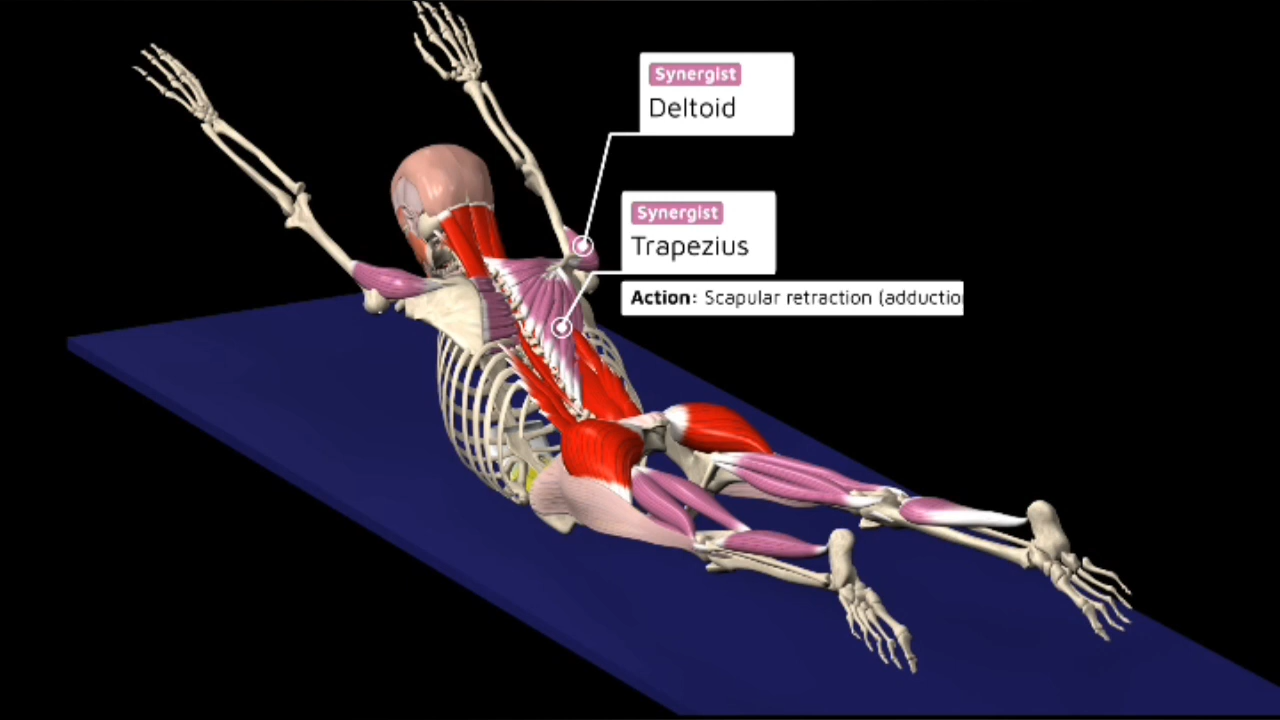 Synergist
Deltoid
Synergist
Trapezius
Action: Scapular retraction (adductio